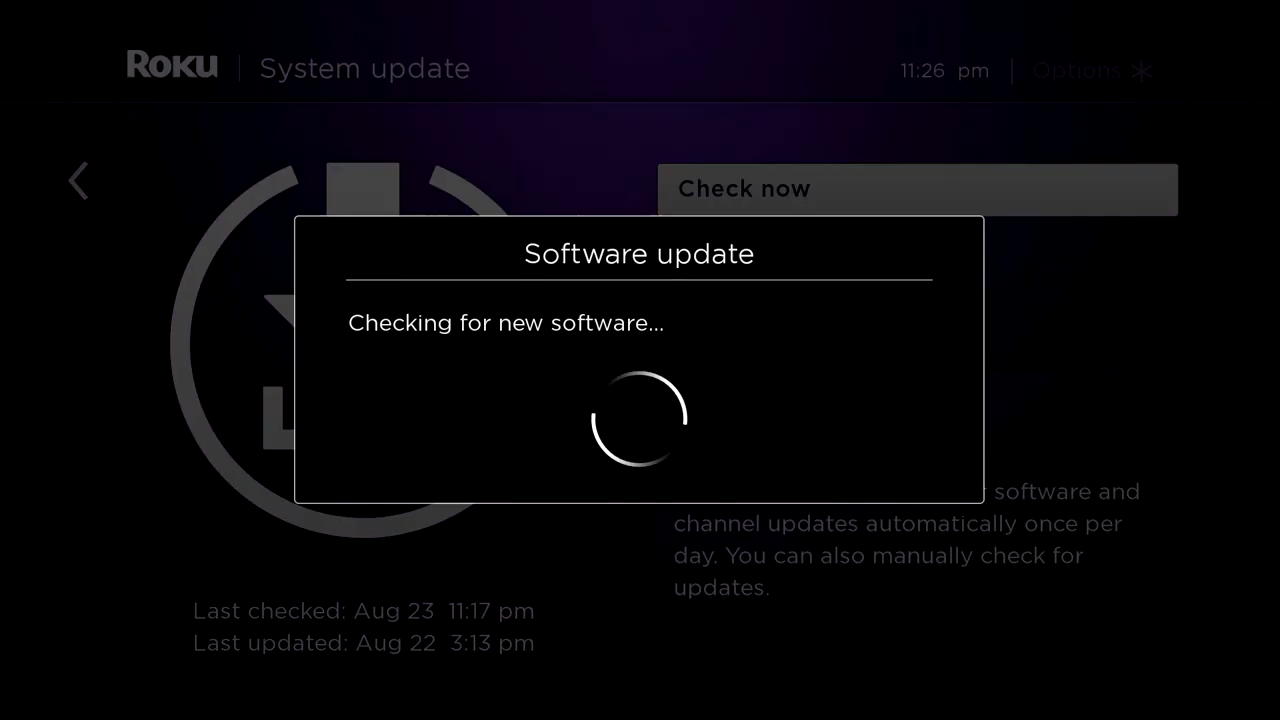 Roku | System update
11:26 pm | Options
Check now
Software update
Checking for new software...
software and
channel updates automatically once per
day. You can also manually check for
updates.
Last checked: Aug 23 11:17 pm
Last updated: Aug 22 3:13 pm